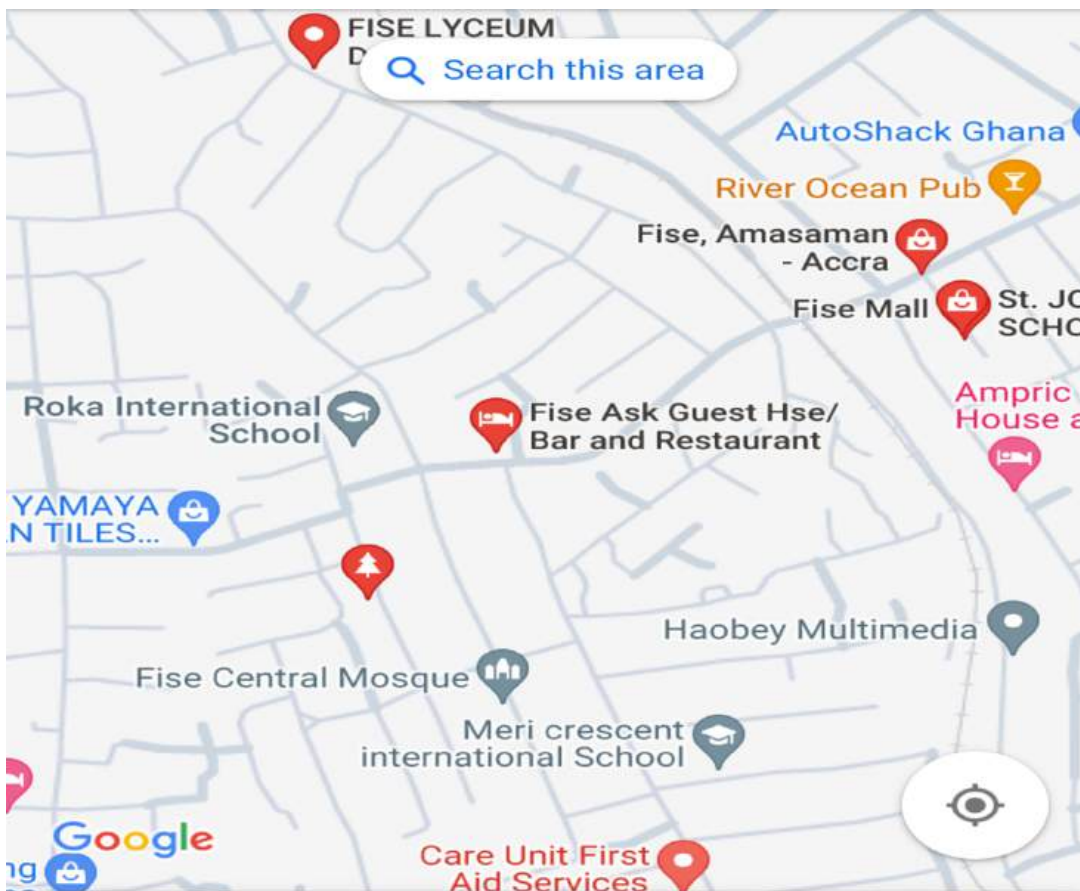 FISE LYCEUM
D
Search this area
AutoShack Ghana
River Ocean Pub
Fise, Amasaman
- Accra
Fise Mall
St. JO
SCHO
Ampric
House a
Roka International
School
Fise Ask Guest Hse/
Bar and Restaurant
YAMAYA
N TILES...
Haobey Multimedia
Fise Central Mosque
Meri crescent
international School
Google
Care Unit First
Aid Services
ng